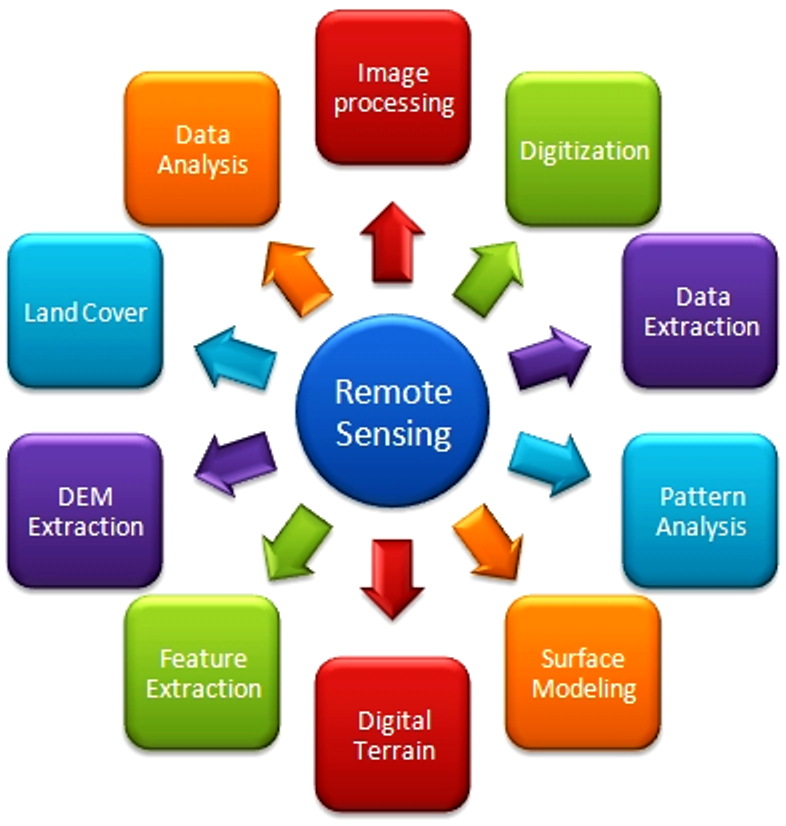 Image
processing
Digitization
Data
Extraction
Pattern
Analysis
Surface
Modeling
Digital
Terrain
Feature
Extraction
DEM
Extraction
Land Cover
Data
Analysis
Remote
Sensing